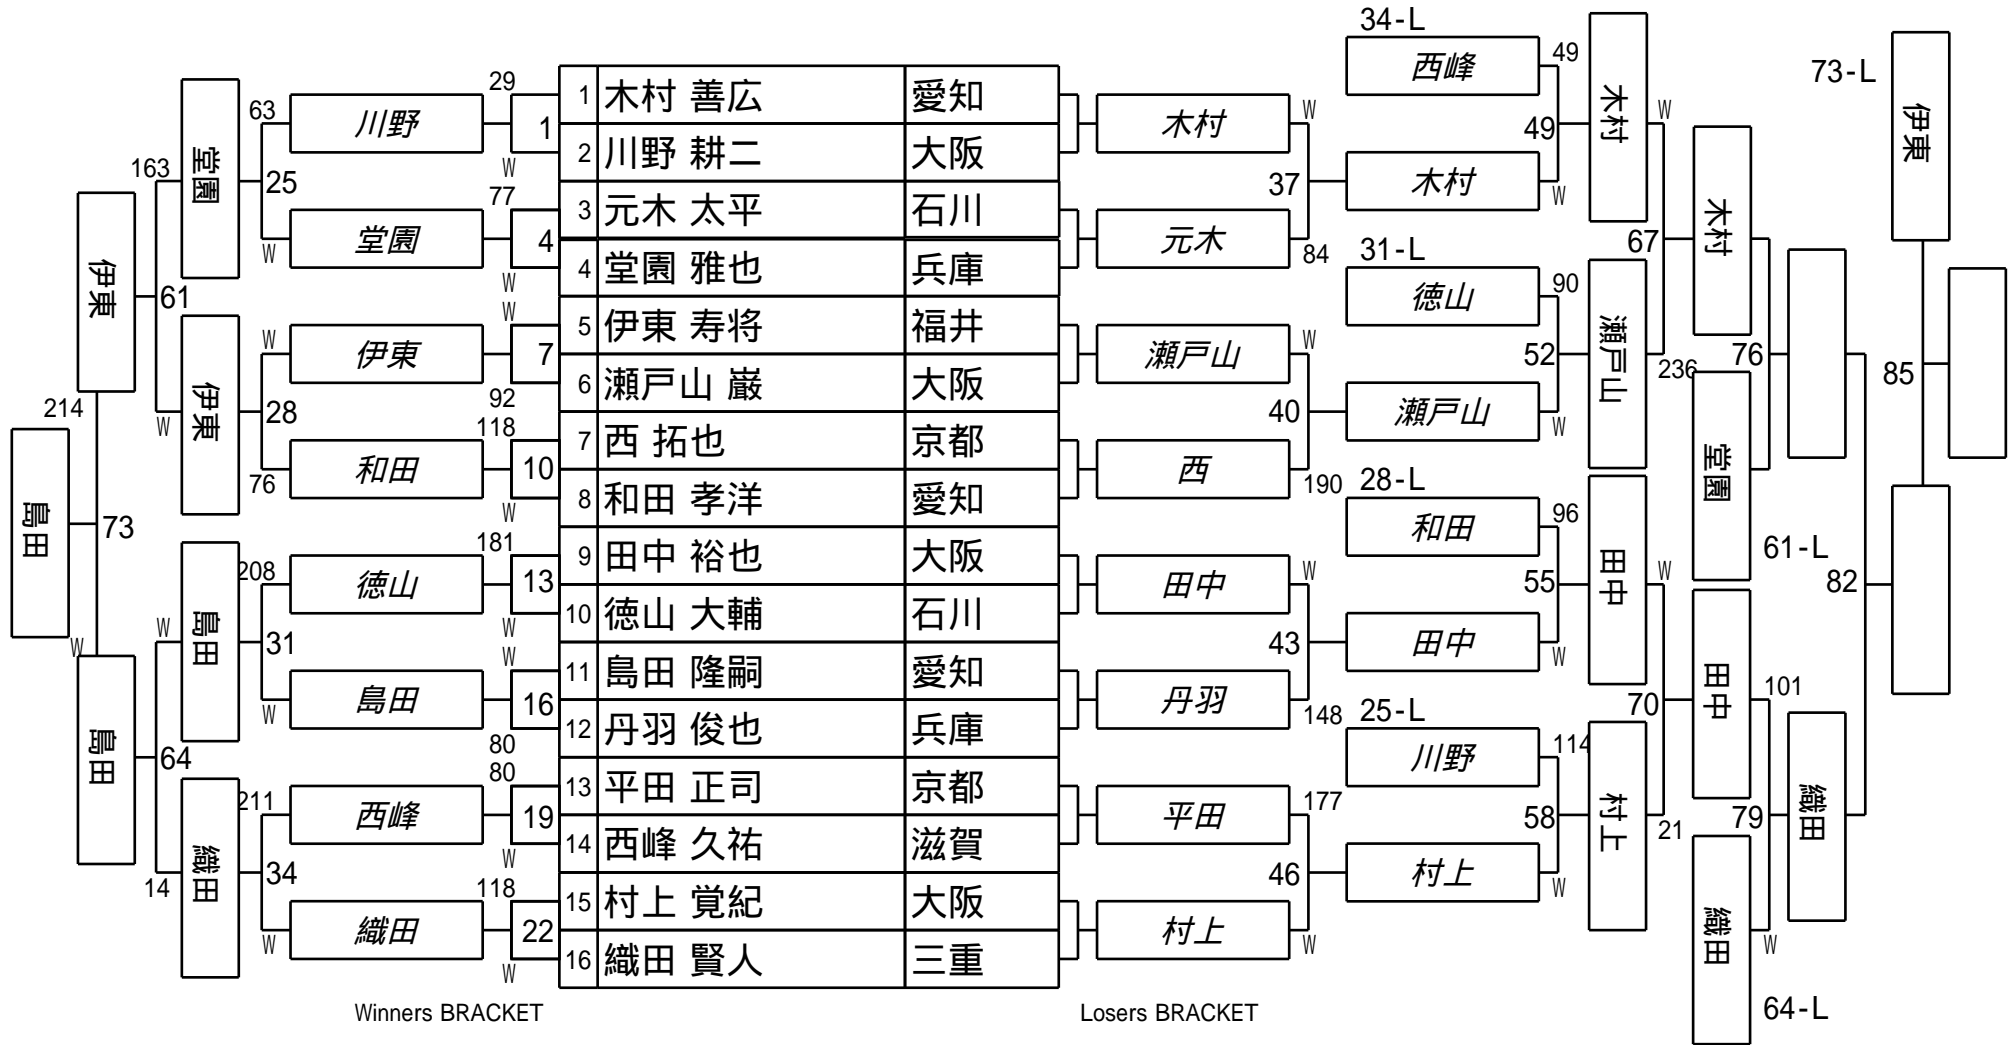 34-L
西峰
49
木村
73-L
伊東
29
1 木村 善広 愛知
63
川野
1
木村
W
49
W
堂園
2 川野 耕二 大阪
W
163
25
77
37
木村
W
木村
3 元木 太平 石川
堂園
4
元木
67
W
W
84
31-L
4 堂園 雅也 兵庫
伊東
61
W
徳山
90
瀬戸山
5 伊東 寿将 福井
W
伊東
7
瀬戸山
W
52
76
85
伊東
6 瀬戸山 巌 大阪
236
214
W
28
92
40
瀬戸山
W
118
7 西 拓也 京都
和田
10
西
堂園
76
W
190
28-L
8 和田 孝洋 愛知
島田
73
和田
96
田中
61-L
181
9 田中 裕也 大阪
208
徳山
13
田中
W
55
W
82
島田
10 徳山 大輔 石川
W
W
31
W
43
田中
W
田中
11 島田 隆嗣 愛知
W
島田
16
丹羽
70
101
W
148
25-L
12 丹羽 俊也 兵庫
島田
64
80
川野
114
村上
織田
80
13 平田 正司 京都
211
西峰
19
平田
177
58
79
21
織田
14 西峰 久祐 滋賀
W
14
34
118
46
村上
W
織田
15 村上 覚紀 大阪
織田
22
村上
W
W
W
W
16 織田 賢人 三重
Winners BRACKET
Losers BRACKET
64-L